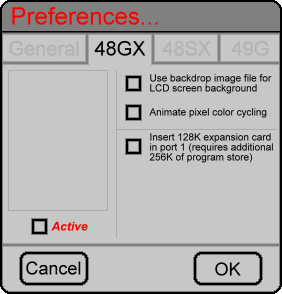 Preferences...
General 48GX 48SX 49G
Use backdrop image file for
LCD screen background
Animate pixel color cycling
Insert 128K expansion card
in port 1 (requires additional
256K of program store)
Active
Cancel OK